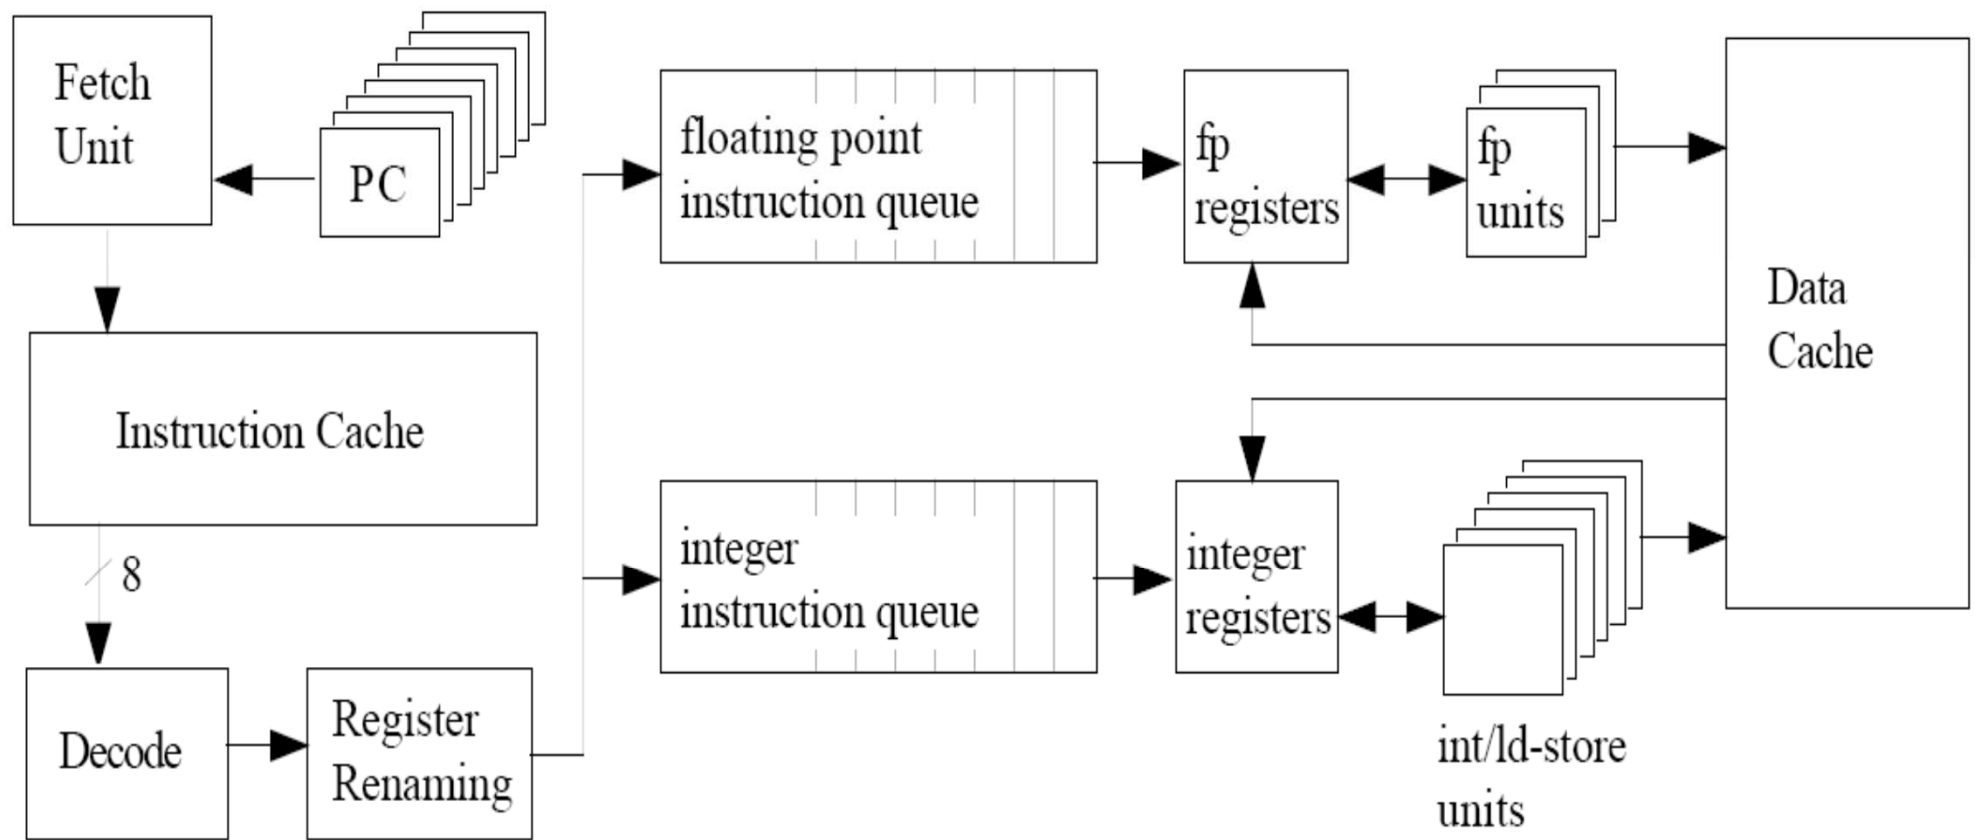 Fetch
Unit
PC
Instruction Cache
8
Decode
Register
Renaming
floating point
instruction queue
fp
registers
fp
units
Data
Cache
integer
instruction queue
integer
registers
int/ld-store
units